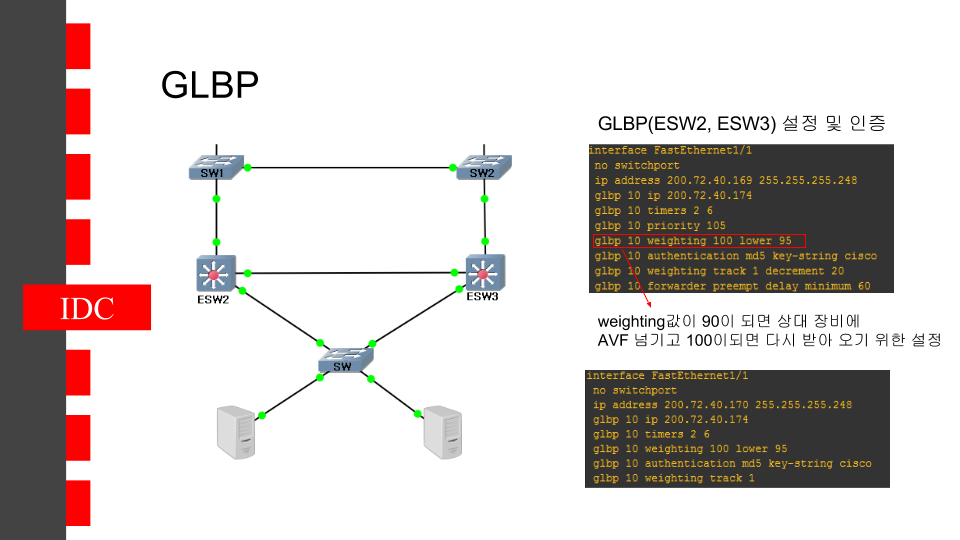 GLBP
IDC
SW1
SW2
ESW2
ESW3
SW
GLBP(ESW2, ESW3) 설정 및 인증
interface FastEthernet1/1
no switchport
ip address 200.72.40.169 255.255.255.248
glbp 10 ip 200.72.40.174
glbp 10 timers 2 6
glbp 10 priority 105
glbp 10 weighting 100 lower 95
glbp 10 authentication md5 key-string cisco
glbp 10 weighting track 1 decrement 20
glbp 10 forwarder preempt delay minimum 60
weighting값이 90이 되면 상대 장비에
AVF 넘기고 100이되면 다시 받아 오기 위한 설정
interface FastEthernet1/1
no switchport
ip address 200.72.40.170 255.255.255.248
glbp 10 ip 200.72.40.174
glbp 10 timers 2 6
glbp 10 weighting 100 lower 95
glbp 10 authentication md5 key-string cisco
glbp 10 weighting track 1